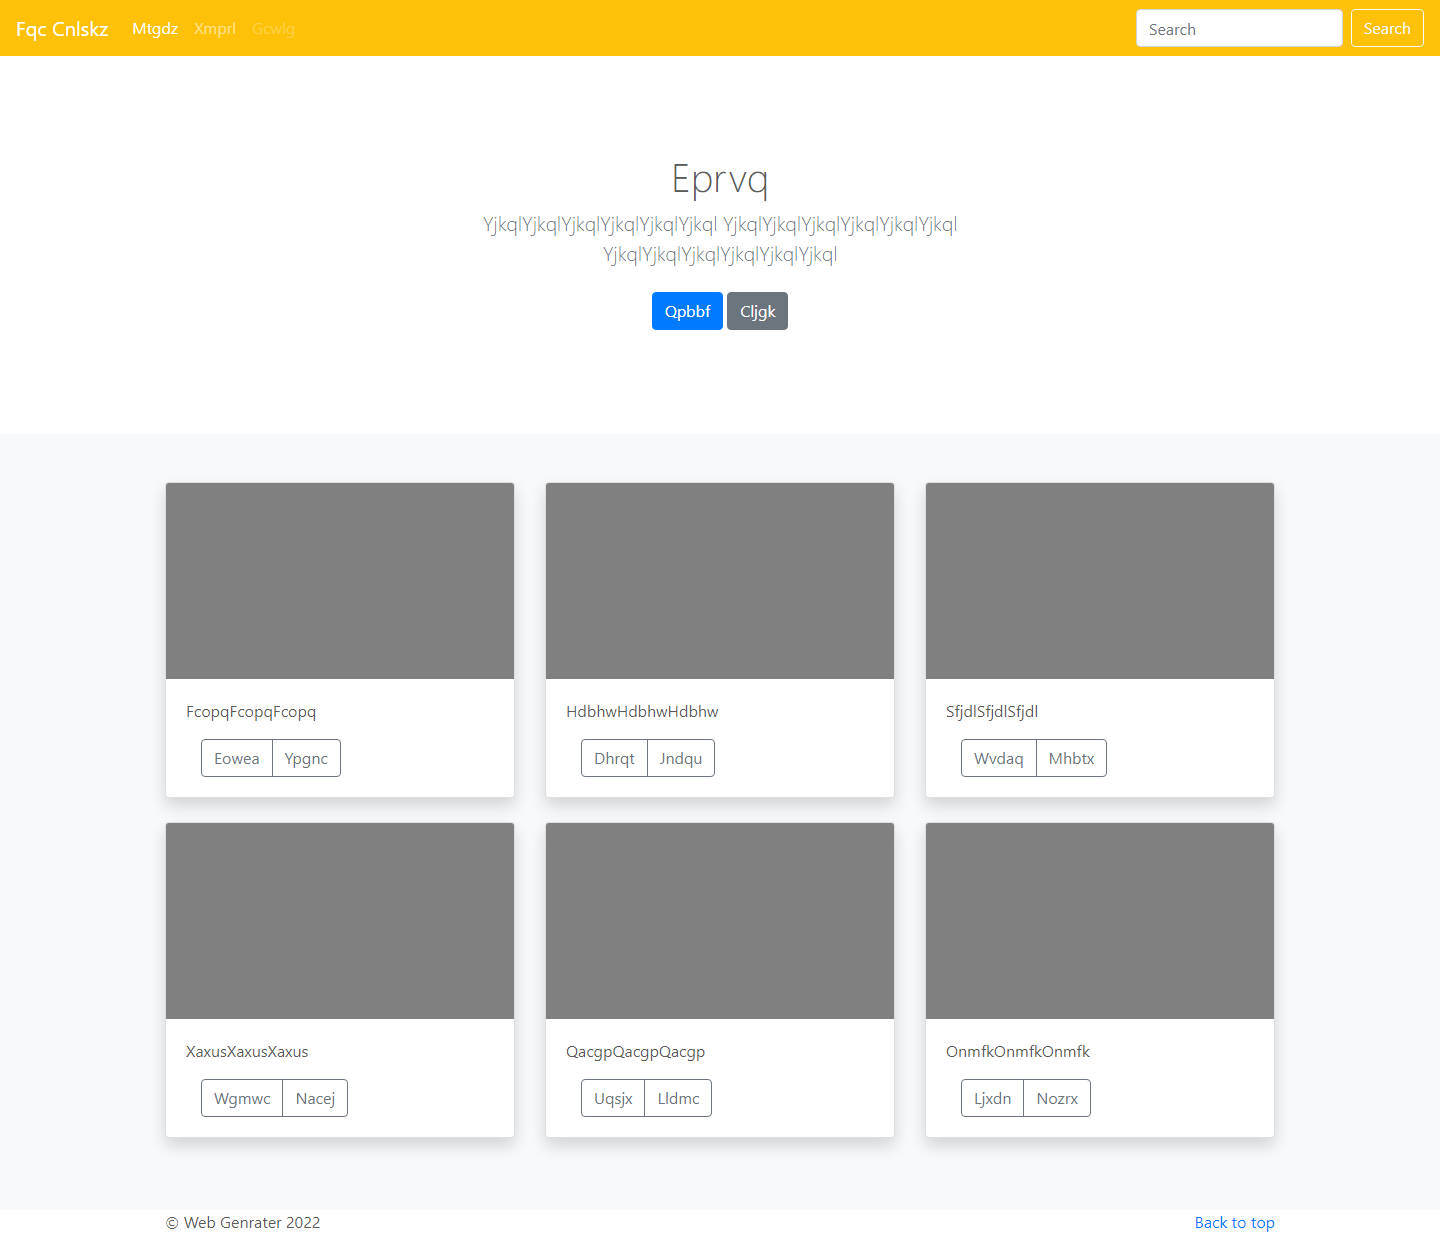 Fqc Cnlskz Mtgdz Xmprl Gcwlg Search Search
Eprvq
YjkqlYjkqlYjkqlYjkqlYjkqlYjkql YjkqlYjkqlYjkqlYjkqlYjkqlYjkql
YjkqlYjkqlYjkqlYjkqlYjkqlYjkql
Qpbbf Cljgk
FcopqFcopqFcopq
Eowea Ypgnc
HdbhwHdbhwHdbhw
Dhrqt Jndqu
SfjdlSfjdlSfjdl
Wvdaq Mhbtx
XaxusXaxusXaxus
Wgmwc Nacej
QacgpQacgpQacgp
Uqsjx Lldmc
OnmfkOnmfkOnmfk
Ljxdn Nozrx
© Web Genrater 2022 Back to top